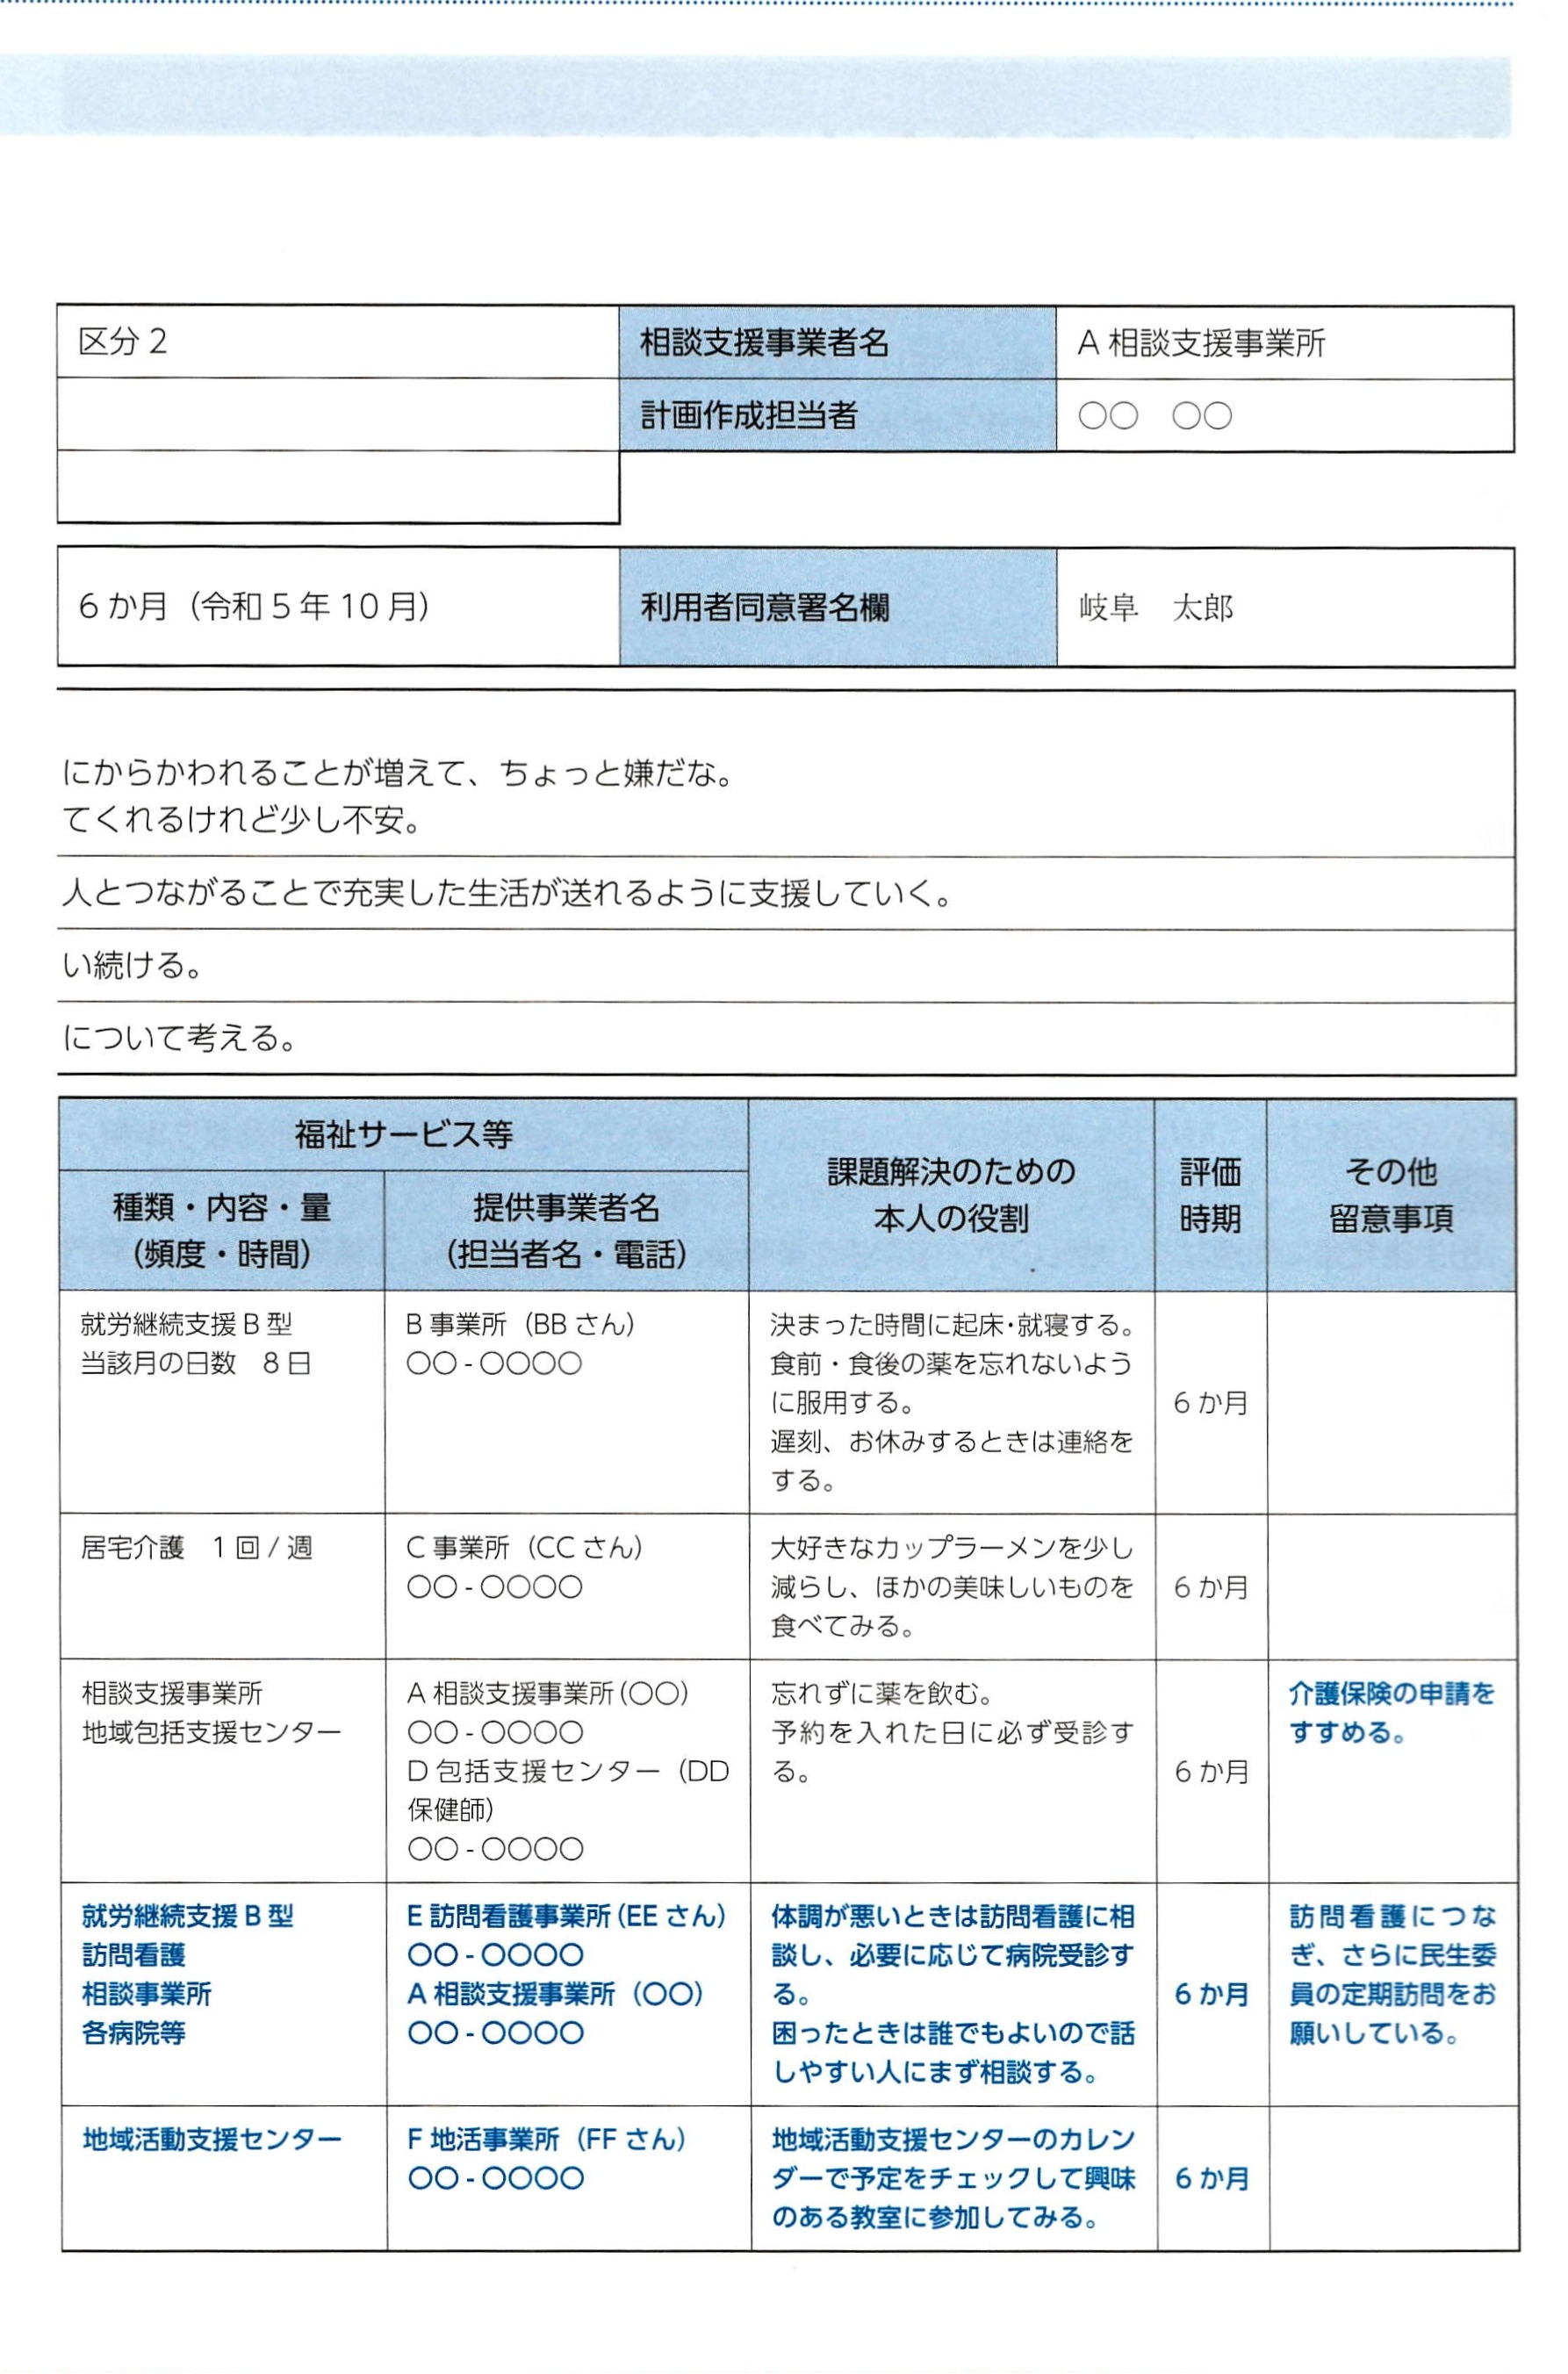 区分 2
相談支援事業者名
A 相談支援事業所
計画作成担当者
○○　○○
6 か月（令和 5 年 10 月）
利用者同意署名欄
岐阜　太郎
にからかわれることが増えて、ちょっと嫌だな。
てくれるけれど少し不安。
人とつながることで充実した生活が送れるように支援していく。
い続ける。
について考える。
福祉サービス等
種類・内容・量
（頻度・時間）
提供事業者名
（担当者名・電話）
課題解決のための
本人の役割
評価
時期
その他
留意事項
就労継続支援 B 型
当該月の日数　8 日
B 事業所（BB さん）
○○ - ○○○○
決まった時間に起床・就寝する。
食前・食後の薬を忘れないよう
に服用する。
遅刻、お休みするときは連絡を
する。
6 か月
居宅介護　1 回 / 週
C 事業所（CC さん）
○○ - ○○○○
大好きなカップラーメンを少し
減らし、ほかの美味しいものを
食べてみる。
6 か月
相談支援事業所
地域包括支援センター
A 相談支援事業所（○○）
○○ - ○○○○
D 包括支援センター（DD
保健師）
○○ - ○○○○
忘れずに薬を飲む。
予約を入れた日に必ず受診す
る。
6 か月
介護保険の申請を
すすめる。
就労継続支援 B 型
訪問看護
相談事業所
各病院等
E 訪問看護事業所（EE さん）
○○ - ○○○○
A 相談支援事業所（○○）
○○ - ○○○○
体調が悪いときは訪問看護に相
談し、必要に応じて病院受診す
る。
困ったときは誰でもよいので話
しやすい人にまず相談する。
6 か月
訪問看護につな
ぎ、さらに民生委
員の定期訪問をお
願いしている。
地域活動支援センター
F 地活事業所（FF さん）
○○ - ○○○○
地域活動支援センターのカレン
ダーで予定をチェックして興味
のある教室に参加してみる。
6 か月